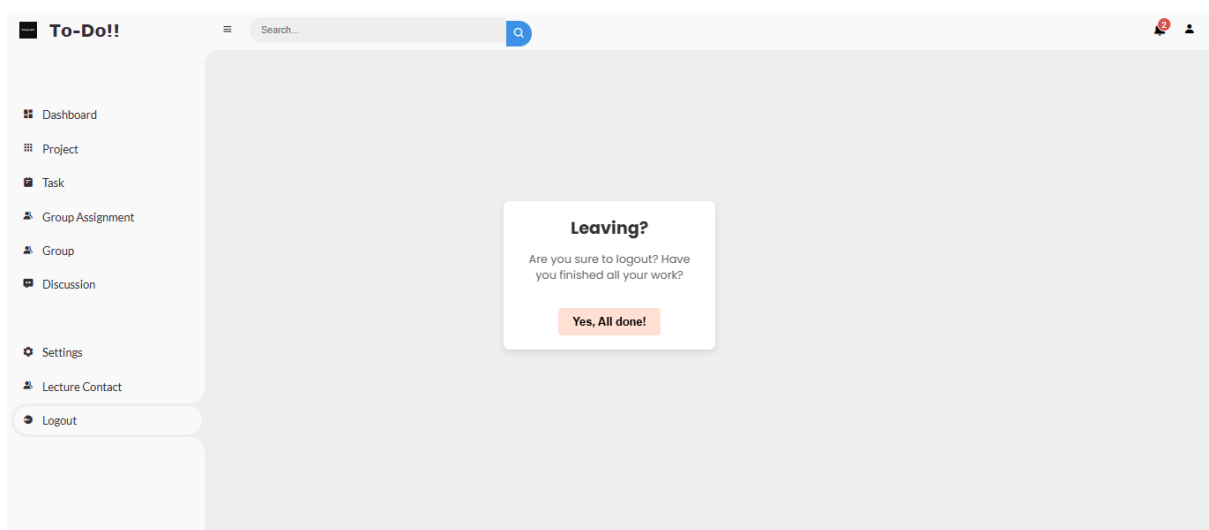 To-Do!!
Search...
2
Dashboard
Project
Task
Group Assignment
Group
Discussion
Settings
Lecture Contact
Logout
Leaving?
Are you sure to logout? Have
you finished all your work?
Yes, All done!